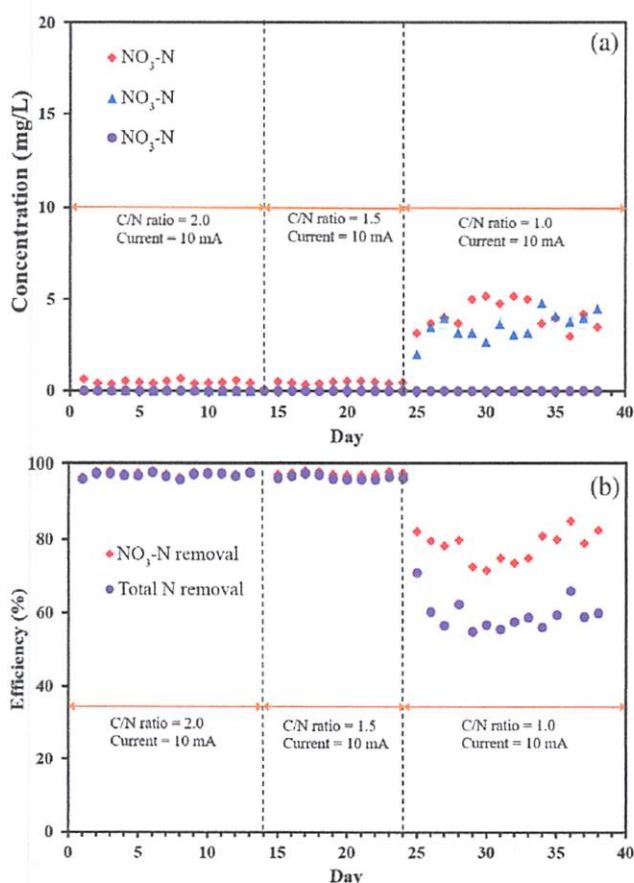 (a)
20
15
10
5
0
Concentration (mg/L)
NO₃-N
NO₃-N
NO₃-N
C/N ratio = 2.0
Current = 10 mA
C/N ratio = 1.5
Current = 10 mA
C/N ratio = 1.0
Current = 10 mA
0 5 10 15 20 25 30 35 40
Day
(b)
100
80
60
40
20
0
Efficiency (%)
NO₃-N removal
Total N removal
C/N ratio = 2.0
Current = 10 mA
C/N ratio = 1.5
Current = 10 mA
C/N ratio = 1.0
Current = 10 mA
0 5 10 15 20 25 30 35 40
Day